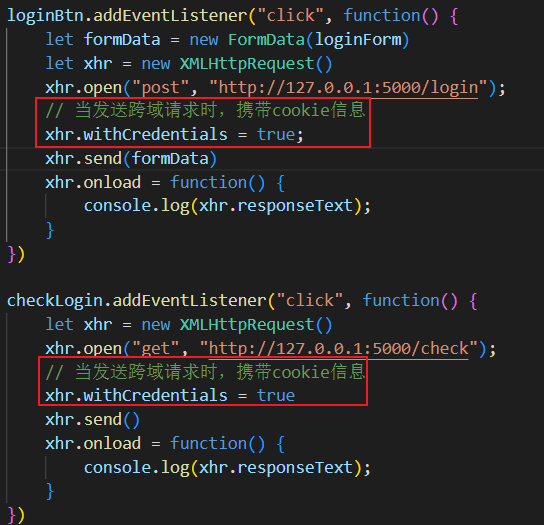 loginBtn.addEventListener("click", function() {
    let formData = new FormData(loginForm)
    let xhr = new XMLHttpRequest()
    xhr.open("post", "http://127.0.0.1:5000/login");
    // 当发送跨域请求时，携带cookie信息
    xhr.withCredentials = true;
    xhr.send(formData)
    xhr.onload = function() {
        console.log(xhr.responseText);
    }
})
checkLogin.addEventListener("click", function() {
    let xhr = new XMLHttpRequest()
    xhr.open("get", "http://127.0.0.1:5000/check");
    // 当发送跨域请求时，携带cookie信息
    xhr.withCredentials = true
    xhr.send()
    xhr.onload = function() {
        console.log(xhr.responseText);
    }
})